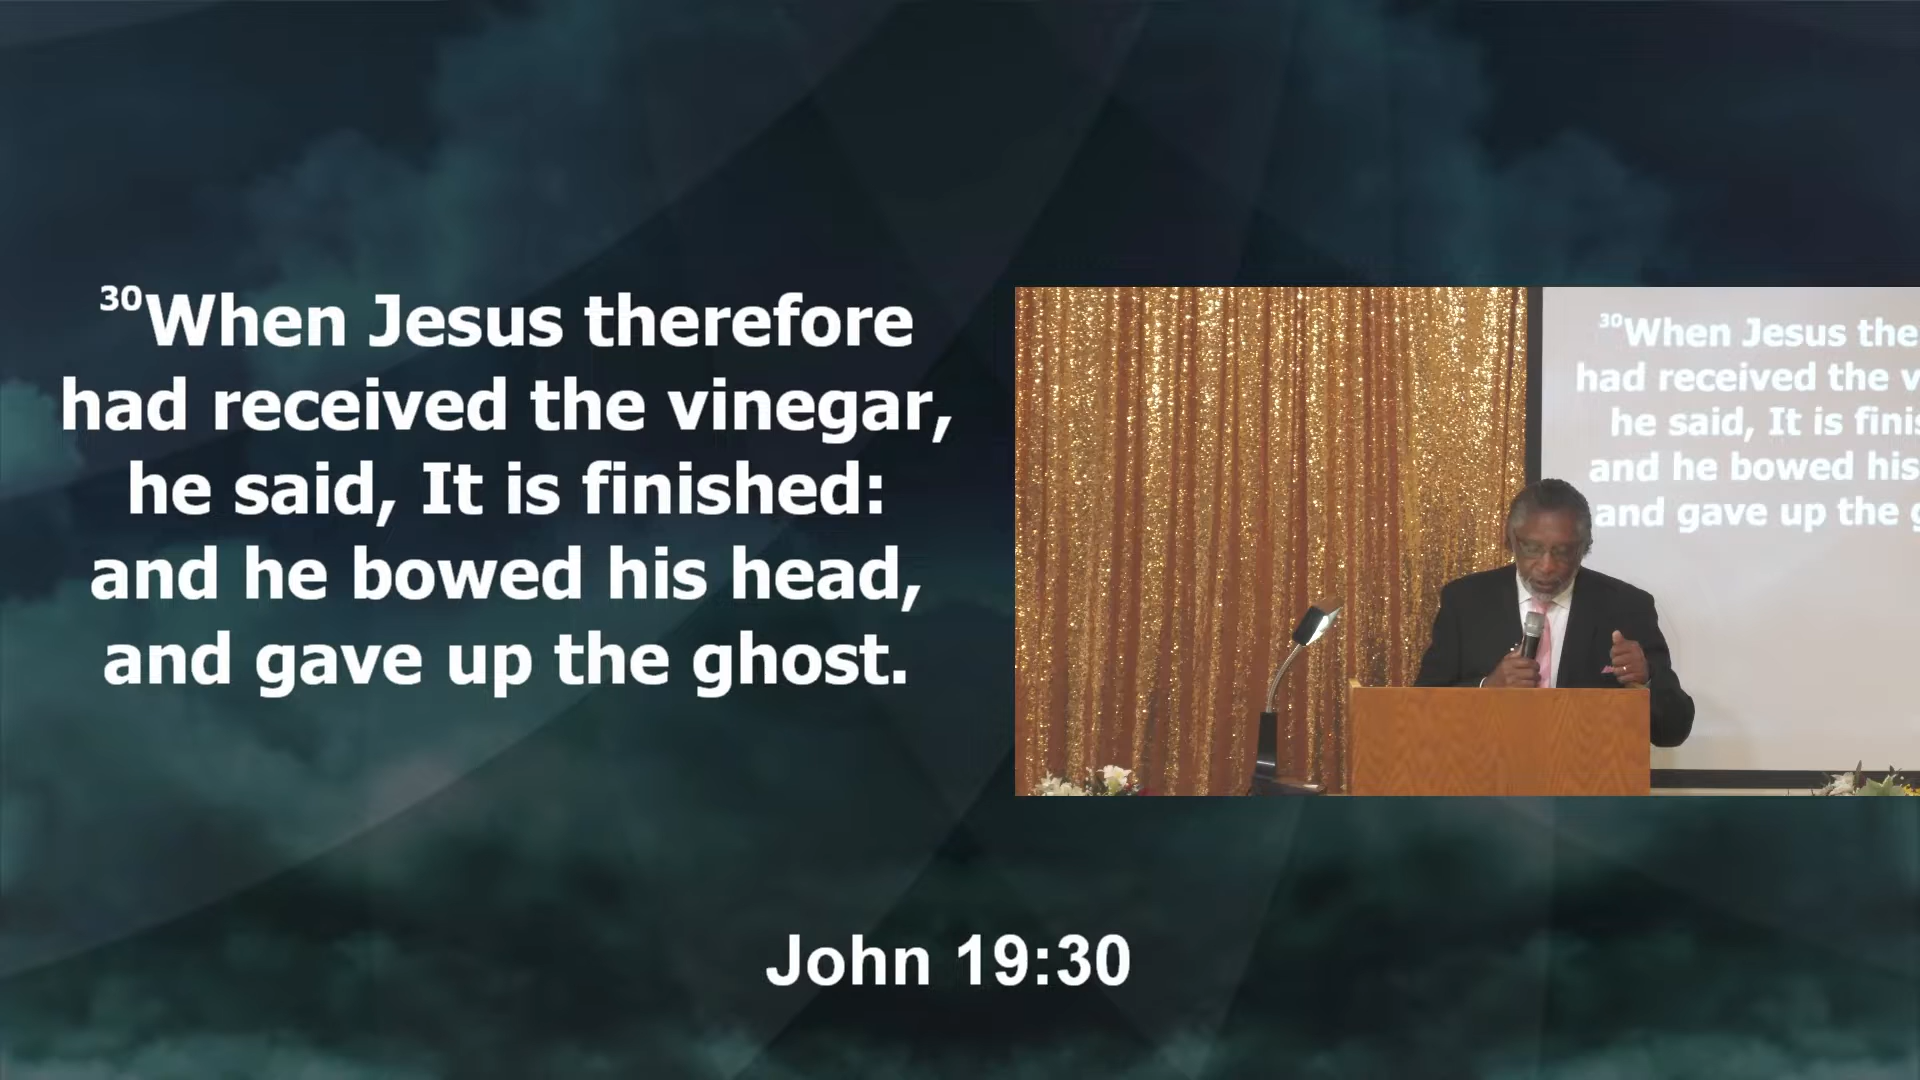 30When Jesus therefore
had received the vinegar,
he said, It is finished:
and he bowed his head,
and gave up the ghost.
30When Jesus the
had received the v
he said, It is finis
and he bowed his
and gave up the g
John 19:30